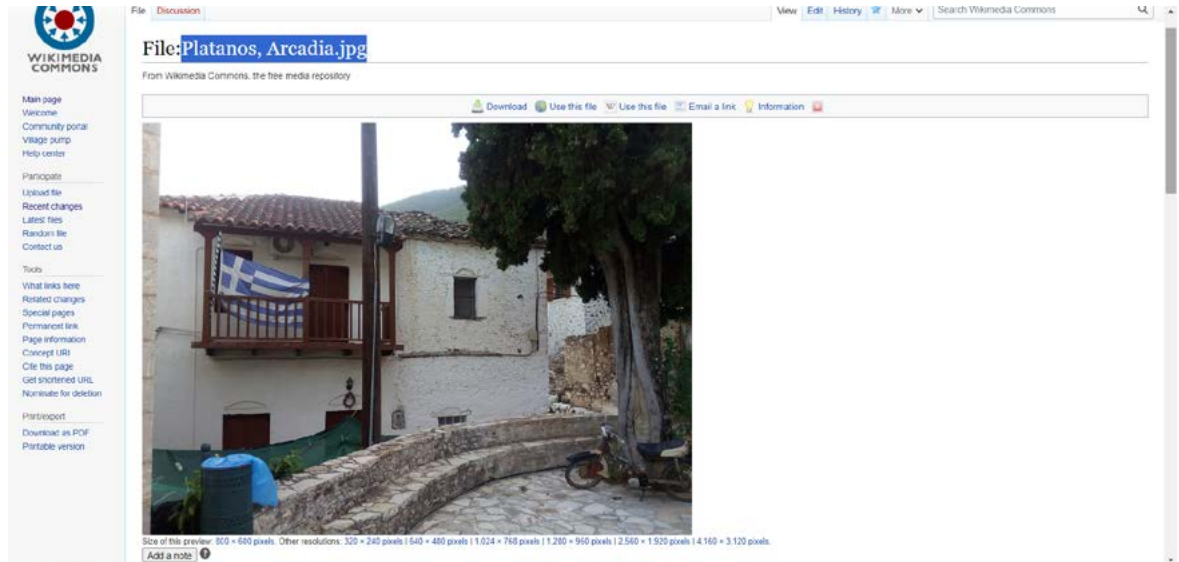 File Discussion View Edit History More Search Wikimedia Commons
WIKIMEDIA
COMMONS
File:Platanos, Arcadia.jpg
From Wikimedia Commons, the free media repository
Download Use this file Use this file Email a link Information
Main page
Welcome
Community portal
Village pump
Help center
Participate
Upload file
Recent changes
Latest files
Random file
Contact us
Tools
What links here
Related changes
Special pages
Permanent link
Page information
Concept URI
Cite this page
Get shortened URL
Nominate for deletion
Print/export
Download as PDF
Printable version
Size of this preview: 800 × 600 pixels. Other resolutions: 320 × 240 pixels | 640 × 480 pixels | 1.024 × 768 pixels | 1.280 × 960 pixels | 2.560 × 1.920 pixels | 4.160 × 3.120 pixels.
Add a note